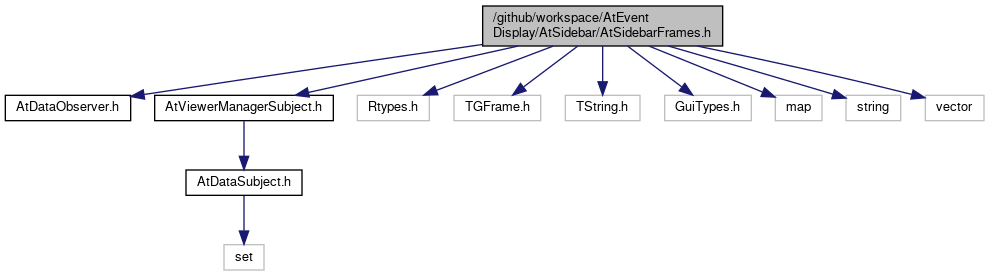 /github/workspace/AtEvent
Display/AtSidebar/AtSidebarFrames.h
AtDataObserver.h
AtViewerManagerSubject.h
Rtypes.h
TGFrame.h
TString.h
GuiTypes.h
map
string
vector
AtDataSubject.h
set